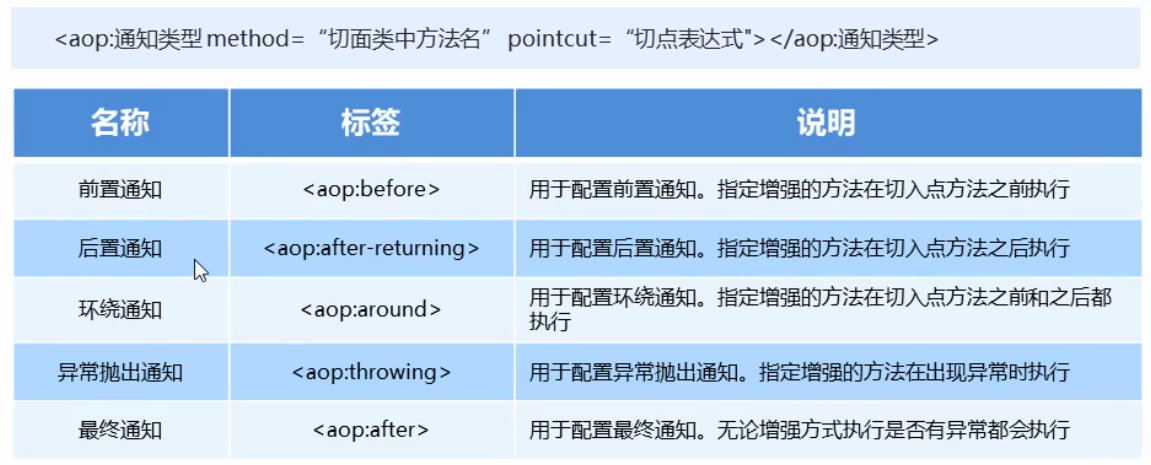 <aop:通知类型 method=“切面类中方法名” pointcut=“切点表达式"></aop:通知类型>
名称 标签 说明
前置通知 <aop:before> 用于配置前置通知。指定增强的方法在切入点方法之前执行
后置通知 <aop:after-returning> 用于配置后置通知。指定增强的方法在切入点方法之后执行
环绕通知 <aop:around> 用于配置环绕通知。指定增强的方法在切入点方法之前和之后都
执行
异常抛出通知 <aop:throwing> 用于配置异常抛出通知。指定增强的方法在出现异常时执行
最终通知 <aop:after> 用于配置最终通知。无论增强方式执行是否有异常都会执行